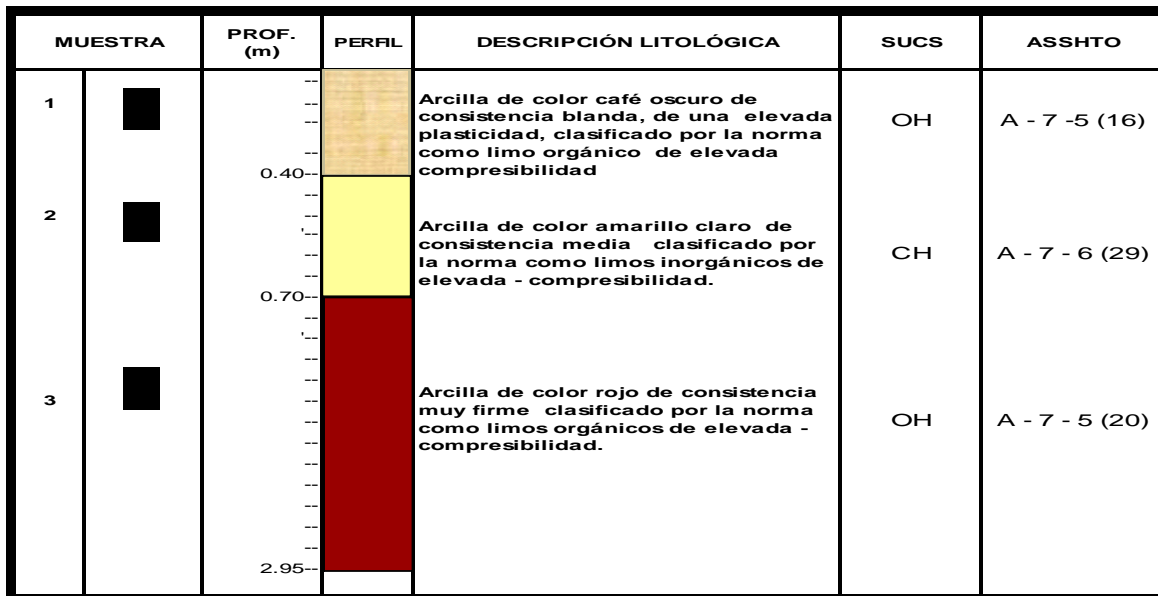 MUESTRA
PROF.
(m)
PERFIL
DESCRIPCIÓN LITOLÓGICA
SUCS
ASSHTO
1
Arcilla de color café oscuro de
consistencia blanda, de una elevada
plasticidad, clasificado por la norma
como limo orgánico de elevada
compresibilidad
OH
A - 7 -5 (16)
0.40--
2
Arcilla de color amarillo claro de
consistencia media clasificado por
la norma como limos inorgánicos de
elevada - compresibilidad.
CH
A - 7 - 6 (29)
0.70--
3
Arcilla de color rojo de consistencia
muy firme clasificado por la norma
como limos orgánicos de elevada -
compresibilidad.
OH
A - 7 - 5 (20)
2.95--